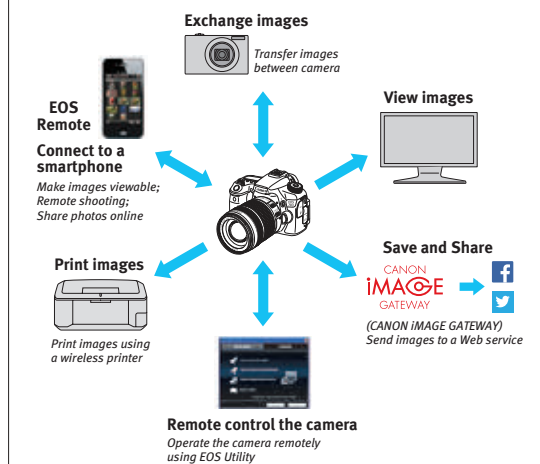 Exchange images
Transfer images
between camera
EOS
Remote
Connect to a
smartphone
Make images viewable;
Remote shooting;
Share photos online
View images
Print images
Print images using
a wireless printer
Save and Share
CANON
iMAGE
GATEWAY
(CANON iMAGE GATEWAY)
Send images to a Web service
Remote control the camera
Operate the camera remotely
using EOS Utility